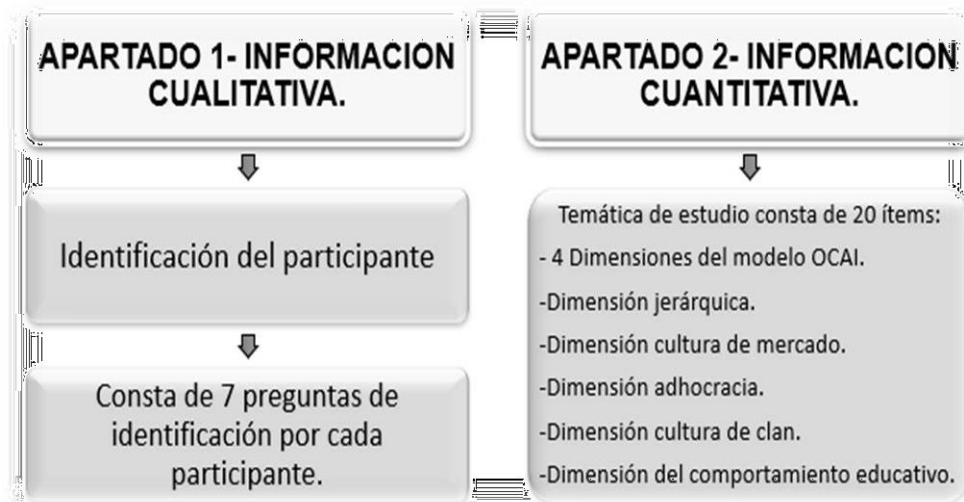 APARTADO 1- INFORMACION
CUALITATIVA.
Identificación del participante
Consta de 7 preguntas de
identificación por cada
participante.
APARTADO 2- INFORMACION
CUANTITATIVA.
Temática de estudio consta de 20 ítems:
- 4 Dimensiones del modelo OCAI.
-Dimensión jerárquica.
-Dimensión cultura de mercado.
-Dimensión adhocracia.
-Dimensión cultura de clan.
-Dimensión del comportamiento educativo.